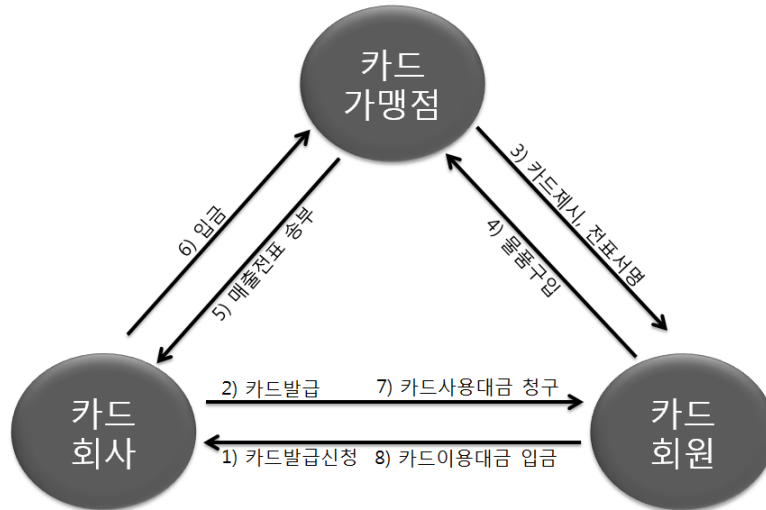 카드
가맹점
3) 카드제시, 전표서명
4) 물품구입
6) 입금
5) 매출전표 송부
카드
회사
2) 카드발급
7) 카드사용대금 청구
1) 카드발급신청
8) 카드이용대금 입금
카드
회원